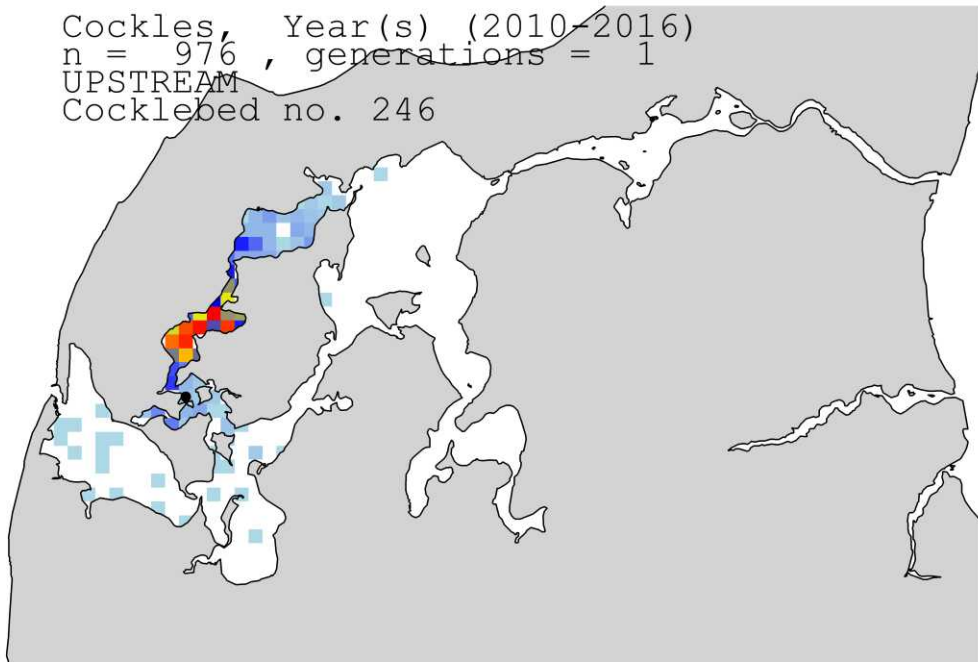 Cockles, Year(s) (2010-2016)
n = 976 , generations = 1
UPSTREAM
Cocklebed no. 246